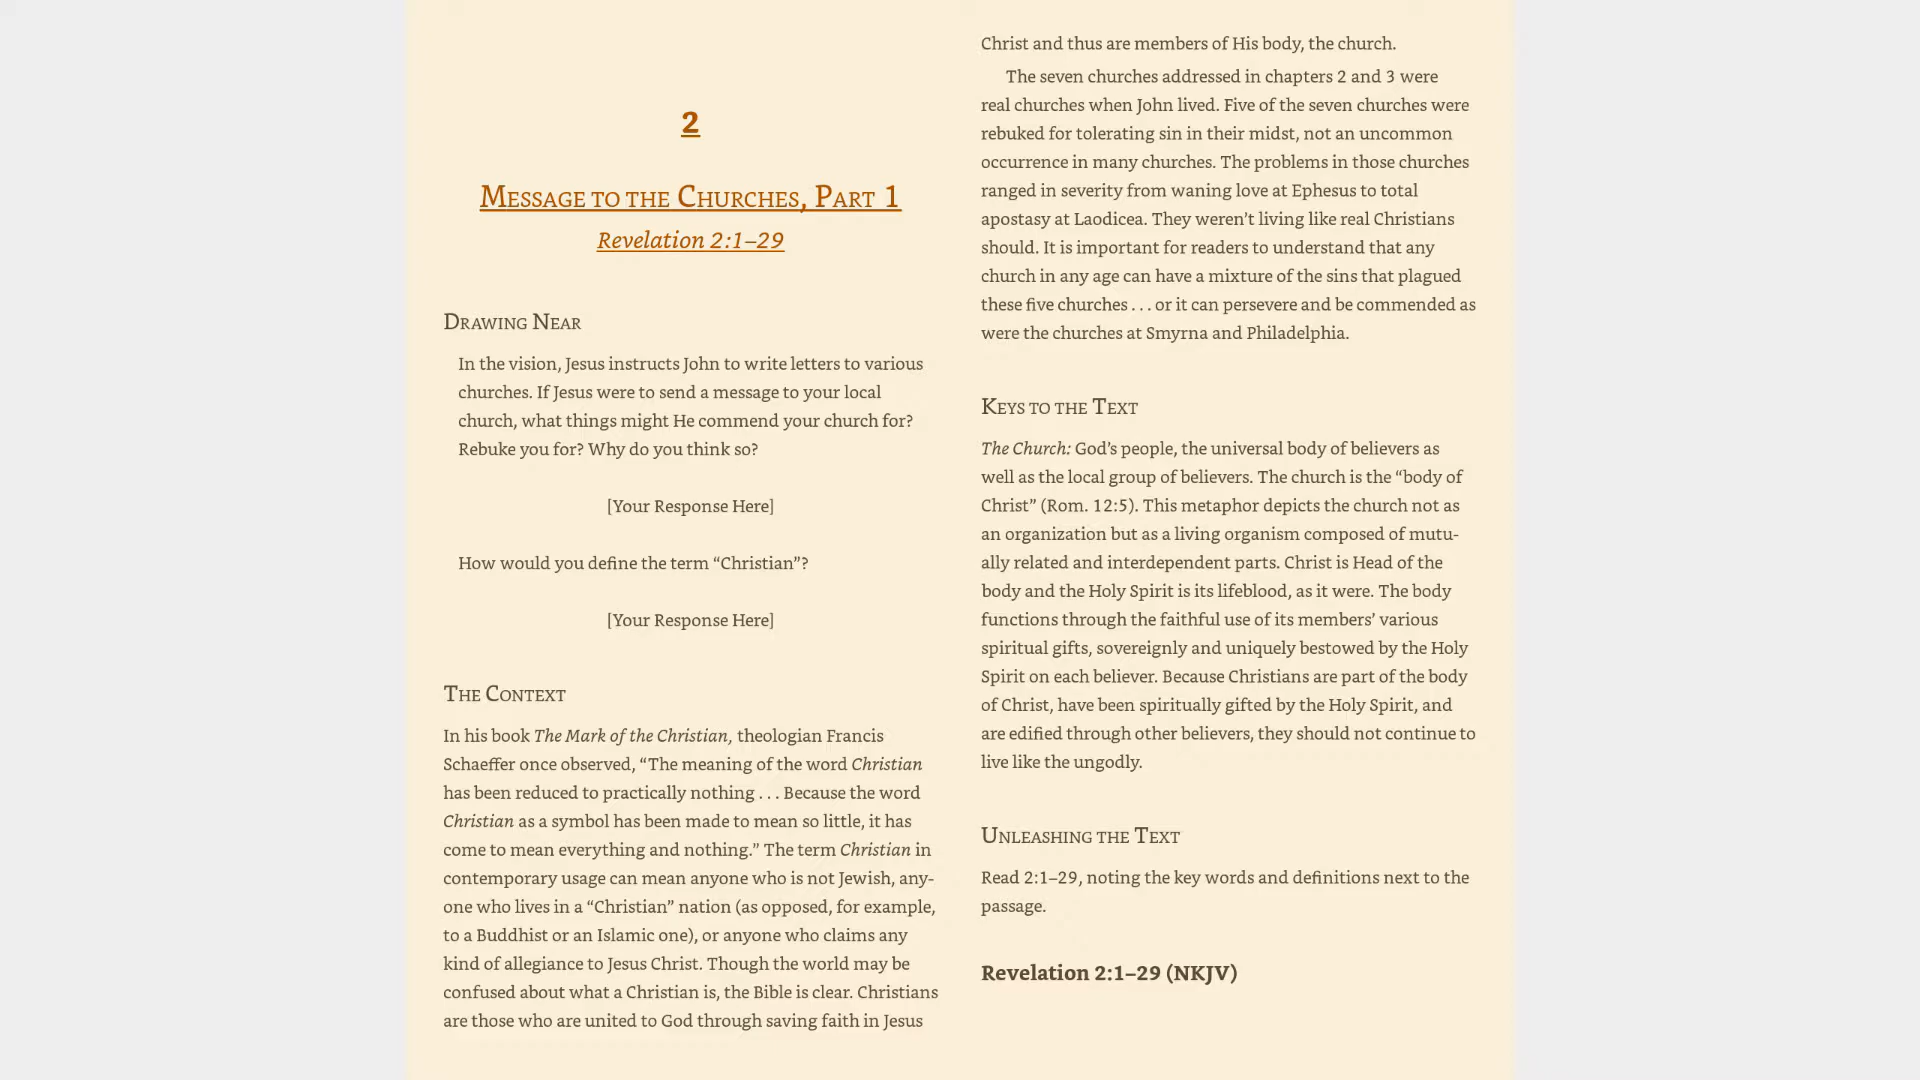 2
Message to the Churches, Part 1
Revelation 2:1–29
Drawing Near
In the vision, Jesus instructs John to write letters to various
churches. If Jesus were to send a message to your local
church, what things might He commend your church for?
Rebuke you for? Why do you think so?
[Your Response Here]
How would you define the term “Christian”?
[Your Response Here]
The Context
In his book The Mark of the Christian, theologian Francis
Schaeffer once observed, “The meaning of the word Christian
has been reduced to practically nothing . . . Because the word
Christian as a symbol has been made to mean so little, it has
come to mean everything and nothing.” The term Christian in
contemporary usage can mean anyone who is not Jewish, any-
one who lives in a “Christian” nation (as opposed, for example,
to a Buddhist or an Islamic one), or anyone who claims any
kind of allegiance to Jesus Christ. Though the world may be
confused about what a Christian is, the Bible is clear. Christians
are those who are united to God through saving faith in Jesus
Christ and thus are members of His body, the church.
The seven churches addressed in chapters 2 and 3 were
real churches when John lived. Five of the seven churches were
rebuked for tolerating sin in their midst, not an uncommon
occurrence in many churches. The problems in those churches
ranged in severity from waning love at Ephesus to total
apostasy at Laodicea. They weren’t living like real Christians
should. It is important for readers to understand that any
church in any age can have a mixture of the sins that plagued
these five churches . . . or it can persevere and be commended as
were the churches at Smyrna and Philadelphia.
Keys to the Text
The Church: God’s people, the universal body of believers as
well as the local group of believers. The church is the “body of
Christ” (Rom. 12:5). This metaphor depicts the church not as
an organization but as a living organism composed of mutu-
ally related and interdependent parts. Christ is Head of the
body and the Holy Spirit is its lifeblood, as it were. The body
functions through the faithful use of its members’ various
spiritual gifts, sovereignly and uniquely bestowed by the Holy
Spirit on each believer. Because Christians are part of the body
of Christ, have been spiritually gifted by the Holy Spirit, and
are edified through other believers, they should not continue to
live like the ungodly.
Unleashing the Text
Read 2:1–29, noting the key words and definitions next to the
passage.
Revelation 2:1–29 (NKJV)